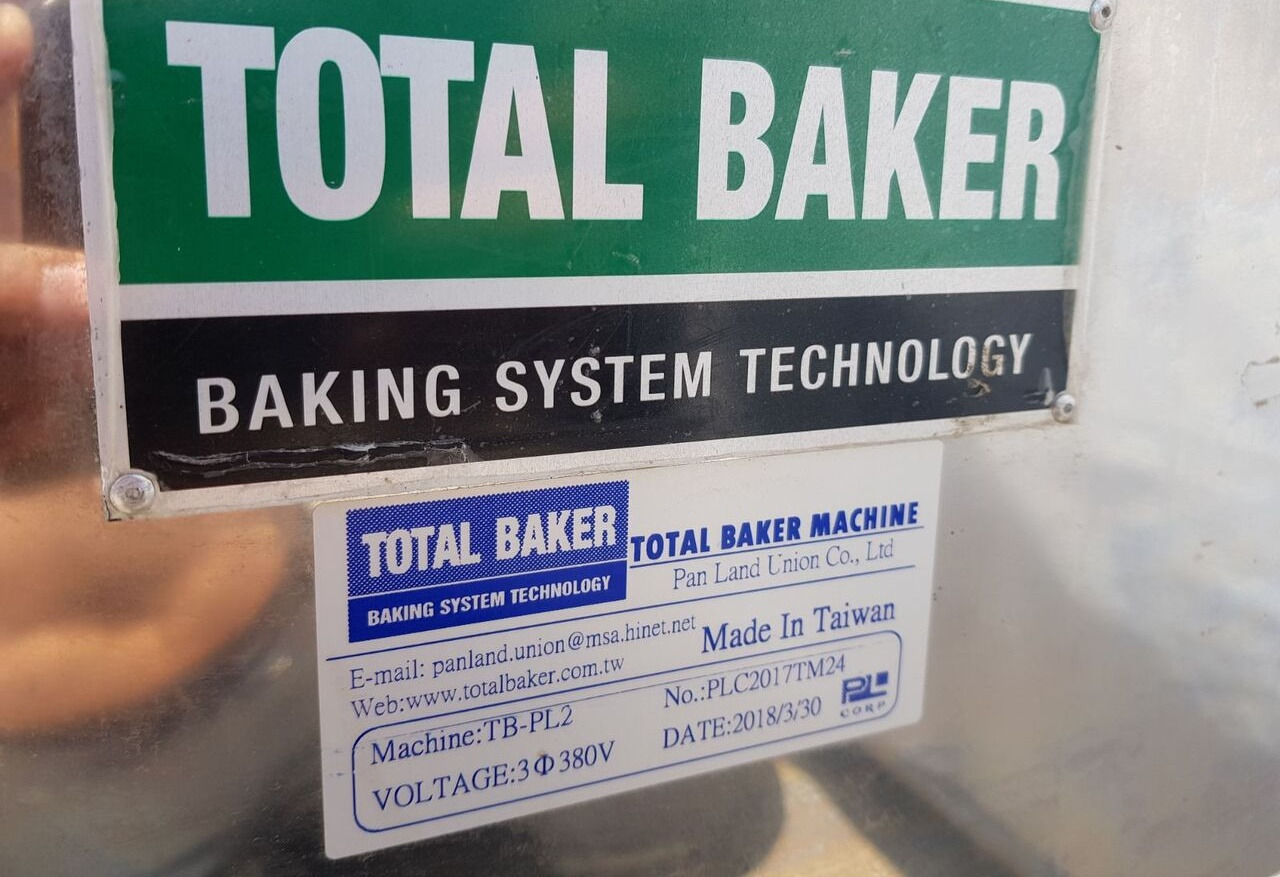 TOTAL BAKER
BAKING SYSTEM TECHNOLOGY
TOTAL BAKER
BAKING SYSTEM TECHNOLOGY
TOTAL BAKER MACHINE
Pan Land Union Co., Ltd
E-mail: panland.union@msa.hinet.net
Web:www.totalbaker.com.tw
Made In Taiwan
Machine:TB-PL2
No.:PLC2017TM24
VOLTAGE:3Φ380V
DATE:2018/3/30
PL
CORP